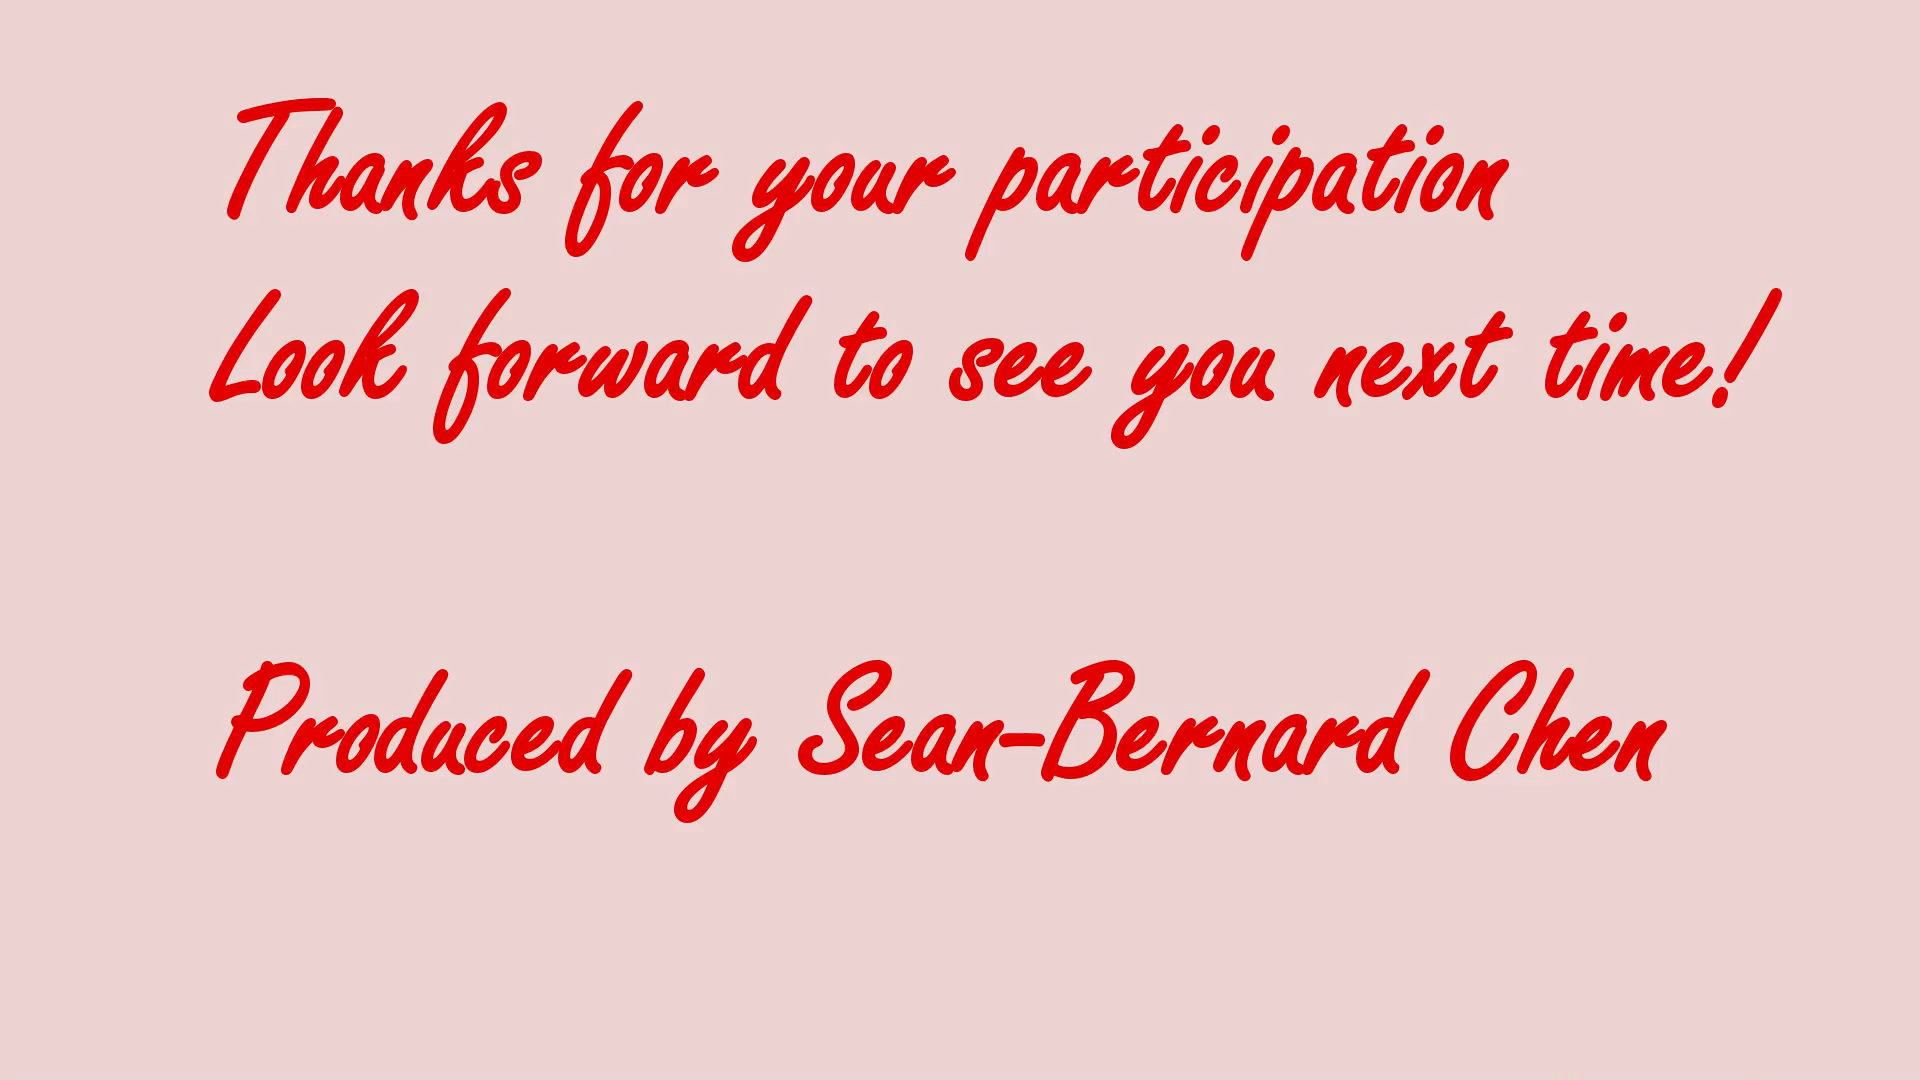 Thanks for your participation
Look forward to see you next time!
Produced by Sean-Bernard Chen